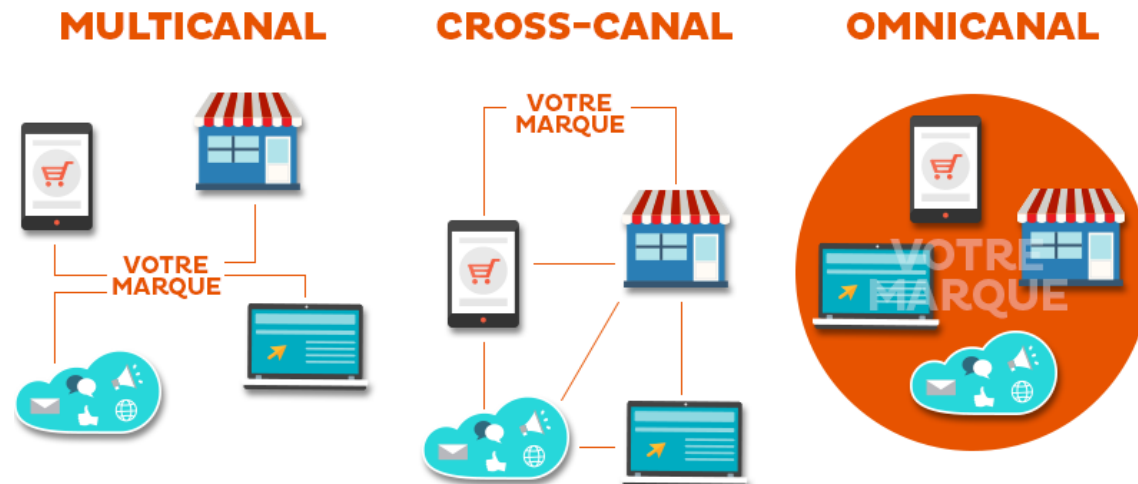 MULTICANAL
CROSS-CANAL
OMNICANAL
VOTRE
MARQUE
VOTRE
MARQUE
VOTRE
MARQUE